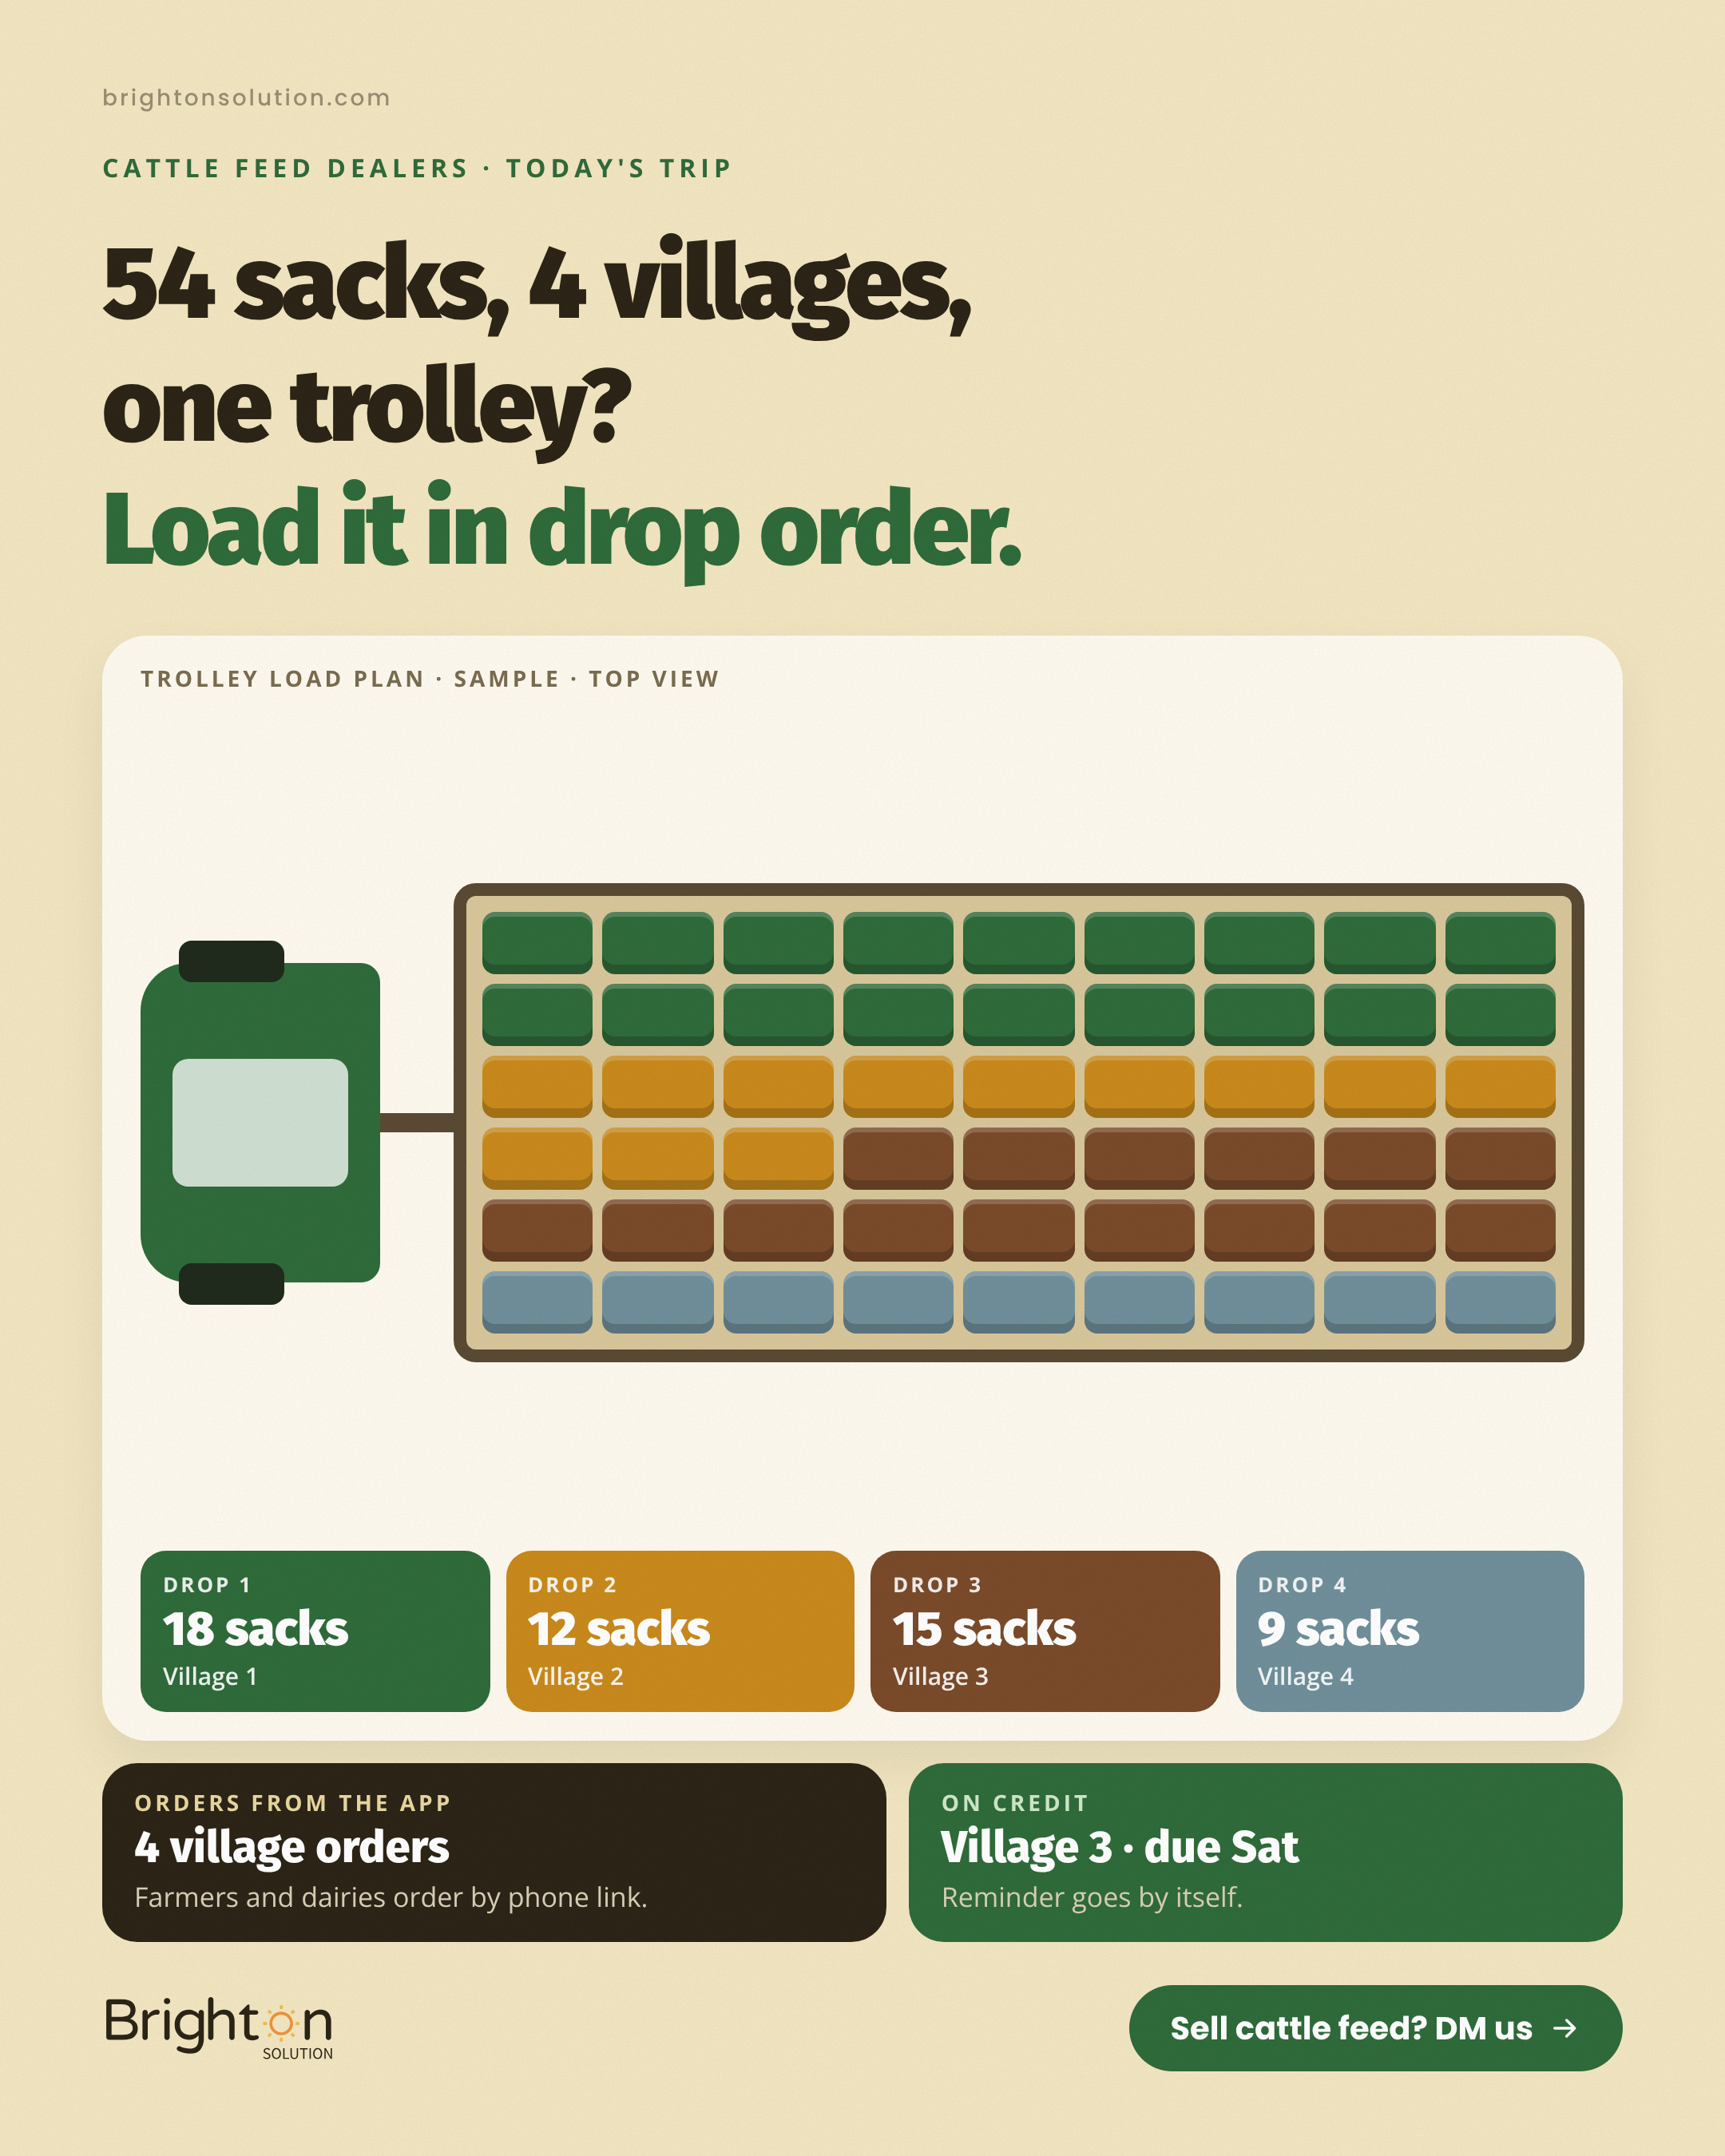 brightonsolution.com
CATTLE FEED DEALERS · TODAY'S TRIP
54 sacks, 4 villages,
one trolley?
Load it in drop order.
TROLLEY LOAD PLAN · SAMPLE · TOP VIEW
DROP 1
18 sacks
Village 1
DROP 2
12 sacks
Village 2
DROP 3
15 sacks
Village 3
DROP 4
9 sacks
Village 4
ORDERS FROM THE APP
4 village orders
Farmers and dairies order by phone link.
ON CREDIT
Village 3 · due Sat
Reminder goes by itself.
Brighton
SOLUTION
Sell cattle feed? DM us →